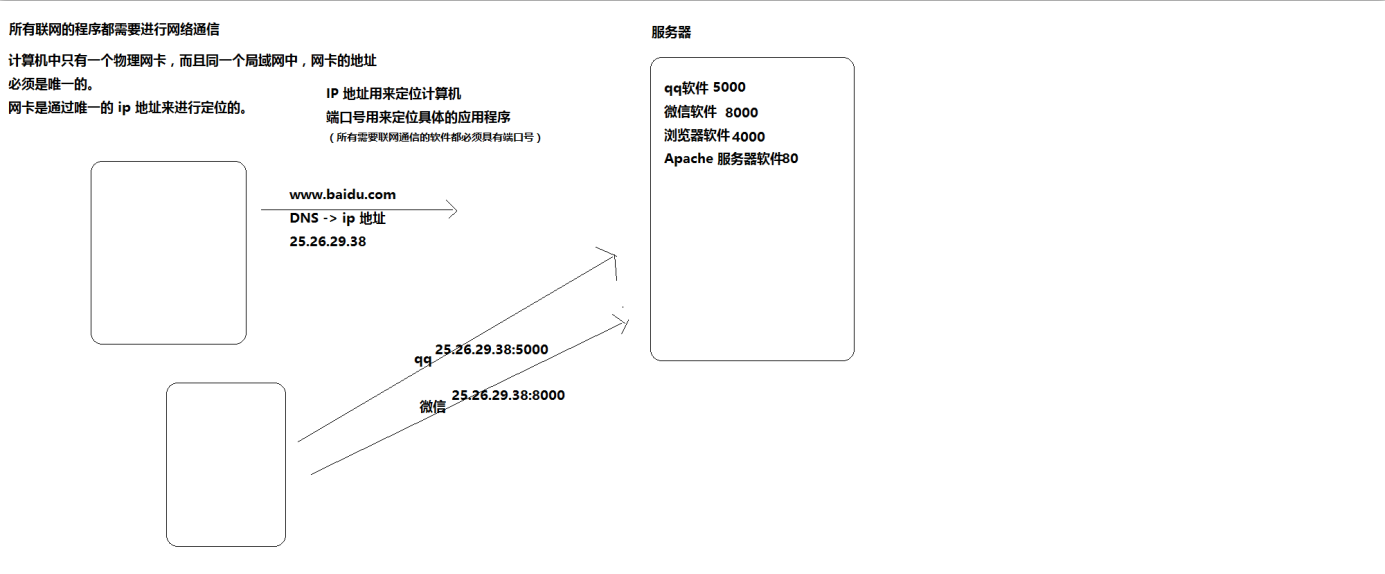 所有联网的程序都需要进行网络通信
计算机中只有一个物理网卡，而且同一个局域网中，网卡的地址
必须是唯一的。
网卡是通过唯一的 ip 地址来进行定位的。
IP 地址用来定位计算机
端口号用来定位具体的应用程序
（所有需要联网通信的软件都必须具有端口号）
www.baidu.com
DNS -> ip 地址
25.26.29.38
qq 25.26.29.38:5000
微信 25.26.29.38:8000
服务器
qq软件 5000
微信软件 8000
浏览器软件 4000
Apache 服务器软件80